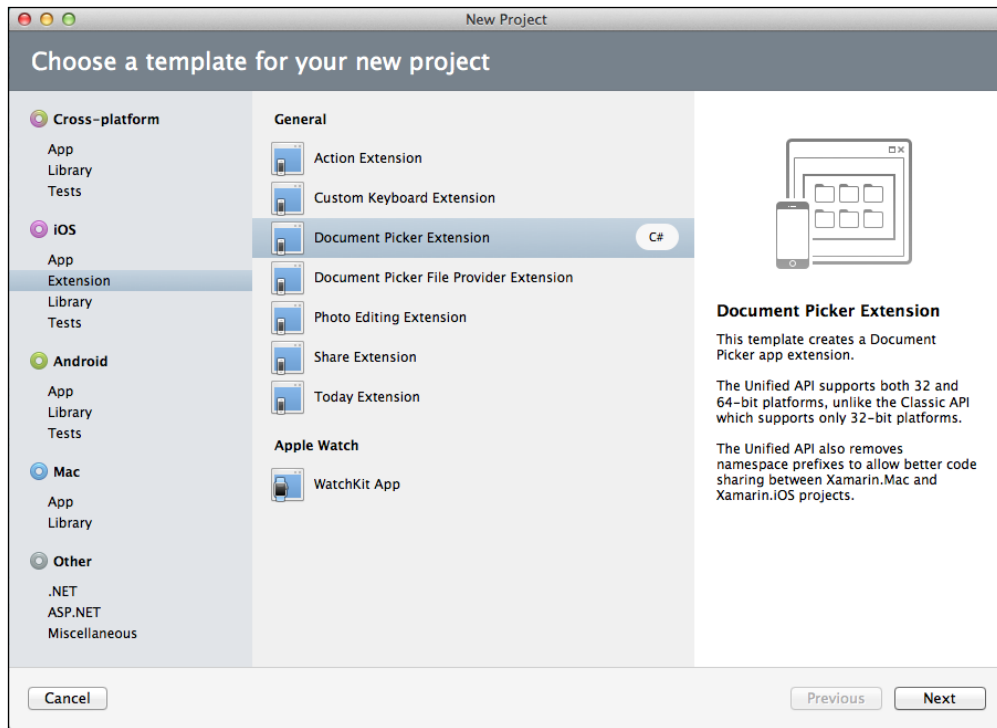 New Project
Choose a template for your new project
Cross-platform
App
Library
Tests
iOS
App
Extension
Library
Tests
Android
App
Library
Tests
Mac
App
Library
Other
.NET
ASP.NET
Miscellaneous
General
Action Extension
Custom Keyboard Extension
Document Picker Extension C#
Document Picker File Provider Extension
Photo Editing Extension
Share Extension
Today Extension
Apple Watch
WatchKit App
Document Picker Extension
This template creates a Document
Picker app extension.
The Unified API supports both 32 and
64-bit platforms, unlike the Classic API
which supports only 32-bit platforms.
The Unified API also removes
namespace prefixes to allow better code
sharing between Xamarin.Mac and
Xamarin.iOS projects.
Cancel
Previous
Next